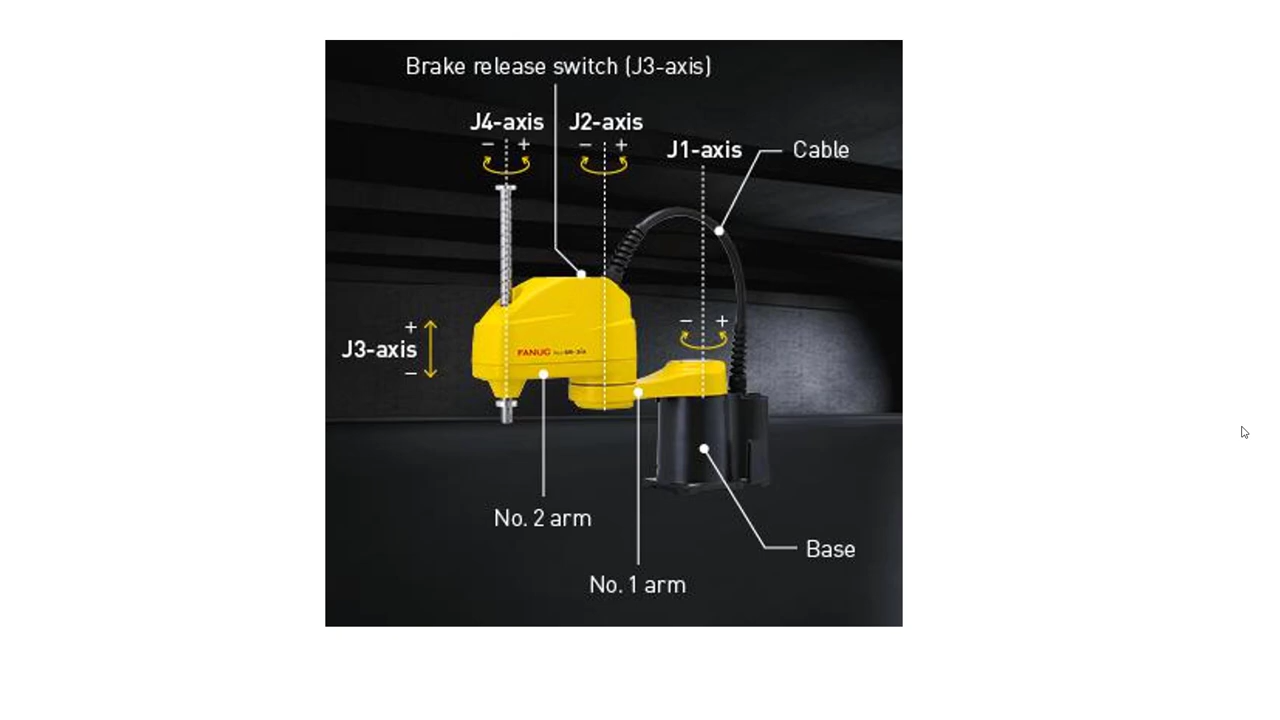 Brake release switch (J3-axis)
J4-axis
J2-axis
− +
− +
J1-axis
Cable
− +
+
J3-axis
−
FANUC
No. 2 arm
Base
No. 1 arm